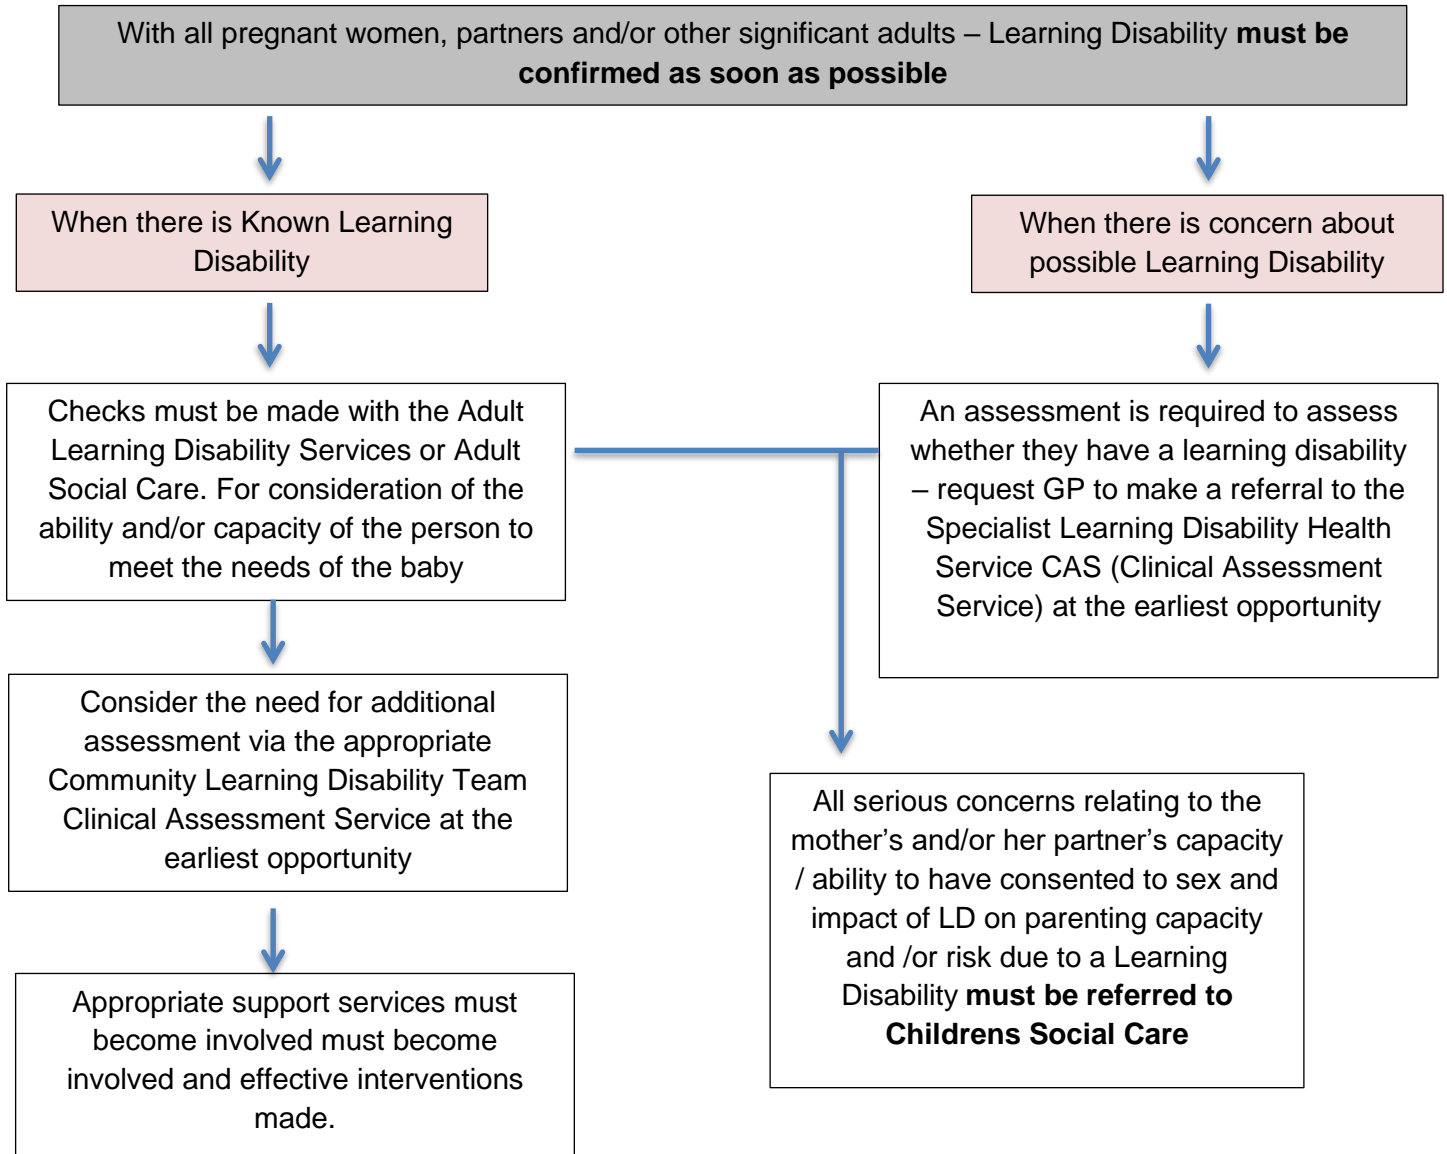 With all pregnant women, partners and/or other significant adults – Learning Disability must be
confirmed as soon as possible
When there is Known Learning
Disability
When there is concern about
possible Learning Disability
Checks must be made with the Adult
Learning Disability Services or Adult
Social Care. For consideration of the
ability and/or capacity of the person to
meet the needs of the baby
An assessment is required to assess
whether they have a learning disability
– request GP to make a referral to the
Specialist Learning Disability Health
Service CAS (Clinical Assessment
Service) at the earliest opportunity
Consider the need for additional
assessment via the appropriate
Community Learning Disability Team
Clinical Assessment Service at the
earliest opportunity
All serious concerns relating to the
mother’s and/or her partner’s capacity
/ ability to have consented to sex and
impact of LD on parenting capacity
and /or risk due to a Learning
Disability must be referred to
Childrens Social Care
Appropriate support services must
become involved must become
involved and effective interventions
made.